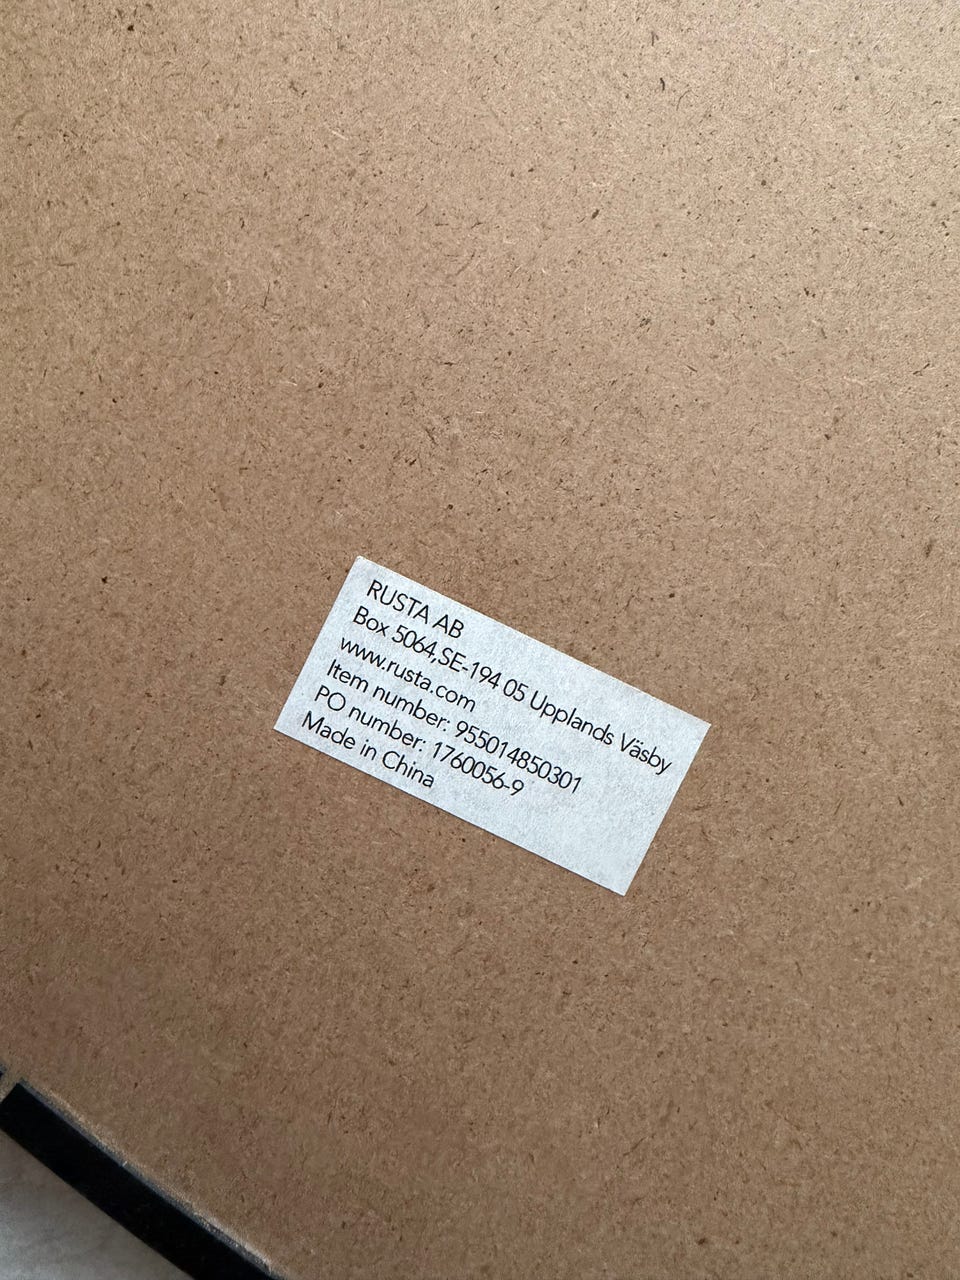 RUSTA AB
Box 5064,SE-194 05 Upplands Väsby
www.rusta.com
Item number: 955014850301
PO number: 1760056-9
Made in China